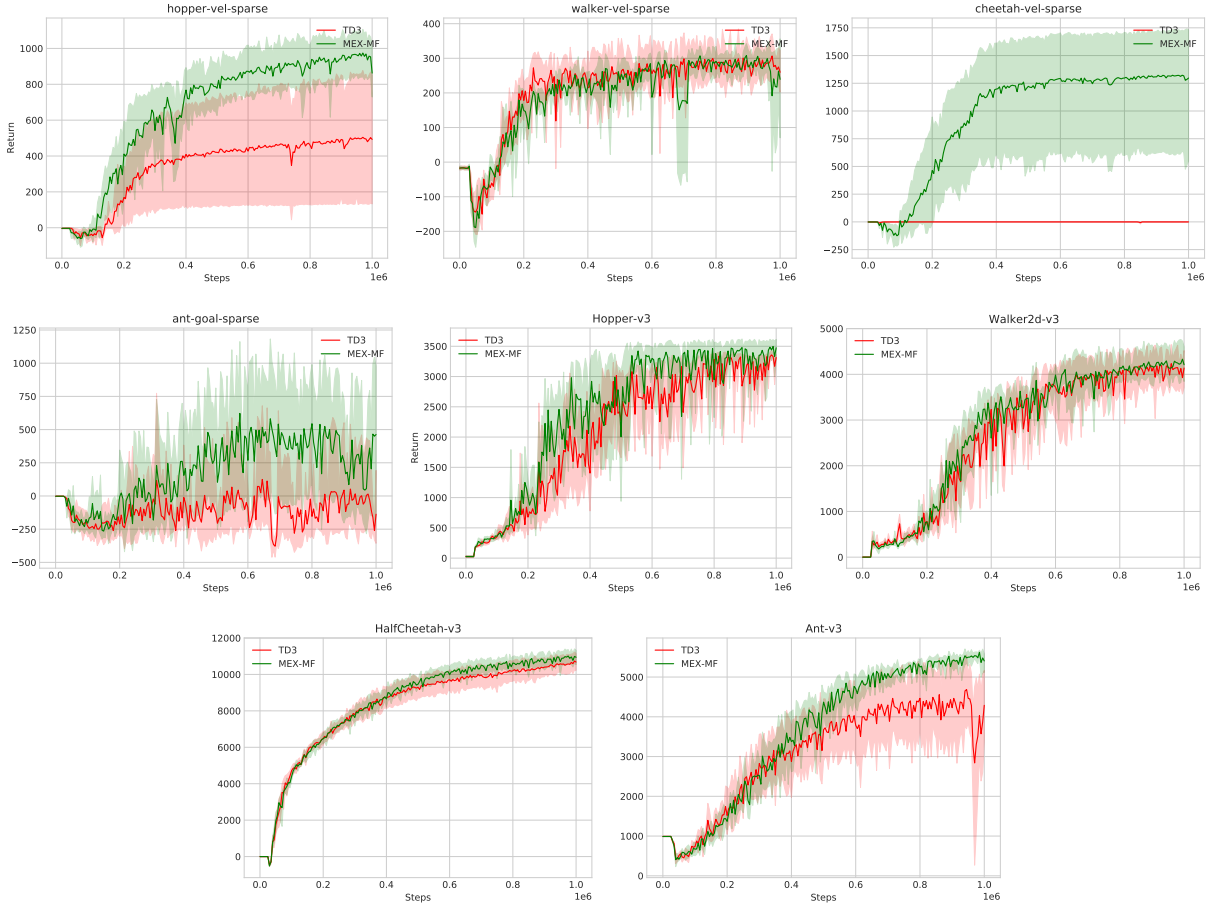 hopper-vel-sparse
TD3
MEX-MF
1000
800
600
400
200
0
Return
0.0 0.2 0.4 0.6 0.8 1.0
1e6
Steps
walker-vel-sparse
TD3
MEX-MF
400
300
200
100
0
−100
−200
0.0 0.2 0.4 0.6 0.8 1.0
1e6
Steps
cheetah-vel-sparse
TD3
MEX-MF
1750
1500
1250
1000
750
500
250
0
−250
0.0 0.2 0.4 0.6 0.8 1.0
1e6
Steps
ant-goal-sparse
TD3
MEX-MF
1250
1000
750
500
250
0
−250
−500
0.0 0.2 0.4 0.6 0.8 1.0
1e6
Steps
Hopper-v3
TD3
MEX-MF
3500
3000
2500
2000
1500
1000
500
0
Return
0.0 0.2 0.4 0.6 0.8 1.0
1e6
Steps
Walker2d-v3
TD3
MEX-MF
5000
4000
3000
2000
1000
0
0.0 0.2 0.4 0.6 0.8 1.0
1e6
Steps
HalfCheetah-v3
TD3
MEX-MF
12000
10000
8000
6000
4000
2000
0
0.0 0.2 0.4 0.6 0.8 1.0
1e6
Steps
Ant-v3
TD3
MEX-MF
5000
4000
3000
2000
1000
0
0.0 0.2 0.4 0.6 0.8 1.0
1e6
Steps